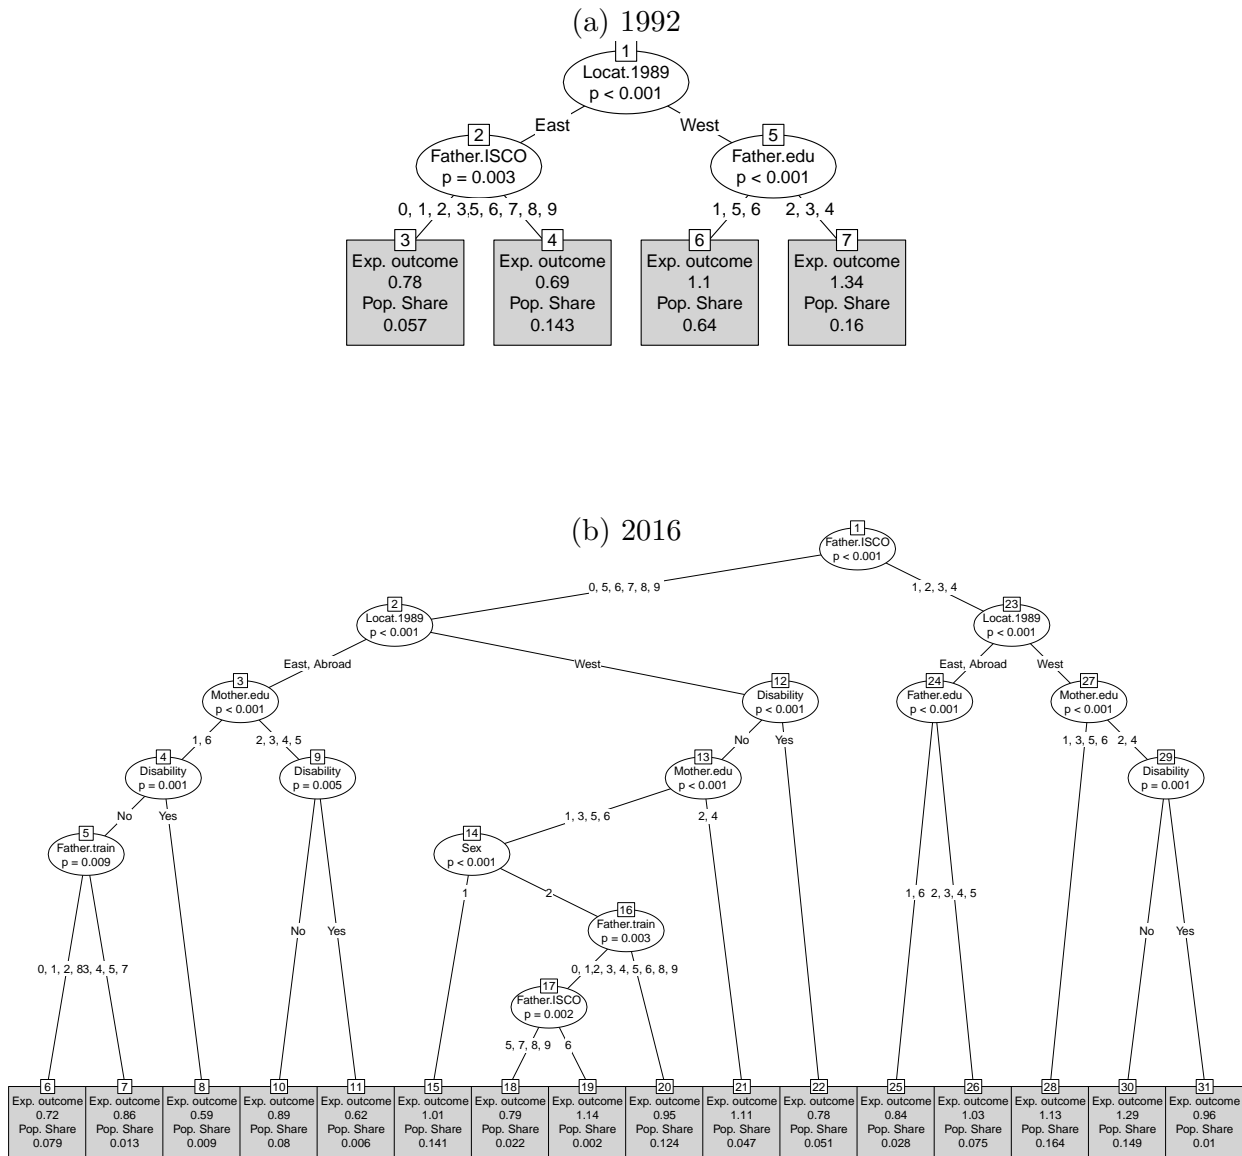 (a) 1992
1
Locat.1989
p < 0.001
East
West
2
Father.ISCO
p = 0.003
5
Father.edu
p < 0.001
0, 1, 2, 3,5, 6, 7, 8, 9
1, 5, 6
2, 3, 4
3
Exp. outcome
0.78
Pop. Share
0.057
4
Exp. outcome
0.69
Pop. Share
0.143
6
Exp. outcome
1.1
Pop. Share
0.64
7
Exp. outcome
1.34
Pop. Share
0.16
(b) 2016
1
Father.ISCO
p < 0.001
0, 5, 6, 7, 8, 9
1, 2, 3, 4
2
Locat.1989
p < 0.001
23
Locat.1989
p < 0.001
East, Abroad
West
East, Abroad
West
3
Mother.edu
p < 0.001
12
Disability
p < 0.001
24
Father.edu
p < 0.001
27
Mother.edu
p < 0.001
1, 6
2, 3, 4, 5
No
Yes
1, 3, 5, 6
2, 4
4
Disability
p = 0.001
9
Disability
p = 0.005
13
Mother.edu
p < 0.001
29
Disability
p = 0.001
No
Yes
1, 3, 5, 6
2, 4
5
Father.train
p = 0.009
14
Sex
p < 0.001
1
2
1, 6
2, 3, 4, 5
16
Father.train
p = 0.003
No
Yes
No
Yes
0, 1, 2, 83, 4, 5, 7
0, 1,2, 3, 4, 5, 6, 8, 9
17
Father.ISCO
p = 0.002
5, 7, 8, 9
6
6
Exp. outcome
0.72
Pop. Share
0.079
7
Exp. outcome
0.86
Pop. Share
0.013
8
Exp. outcome
0.59
Pop. Share
0.009
10
Exp. outcome
0.89
Pop. Share
0.08
11
Exp. outcome
0.62
Pop. Share
0.006
15
Exp. outcome
1.01
Pop. Share
0.141
18
Exp. outcome
0.79
Pop. Share
0.022
19
Exp. outcome
1.14
Pop. Share
0.002
20
Exp. outcome
0.95
Pop. Share
0.124
21
Exp. outcome
1.11
Pop. Share
0.047
22
Exp. outcome
0.78
Pop. Share
0.051
25
Exp. outcome
0.84
Pop. Share
0.028
26
Exp. outcome
1.03
Pop. Share
0.075
28
Exp. outcome
1.13
Pop. Share
0.164
30
Exp. outcome
1.29
Pop. Share
0.149
31
Exp. outcome
0.96
Pop. Share
0.01